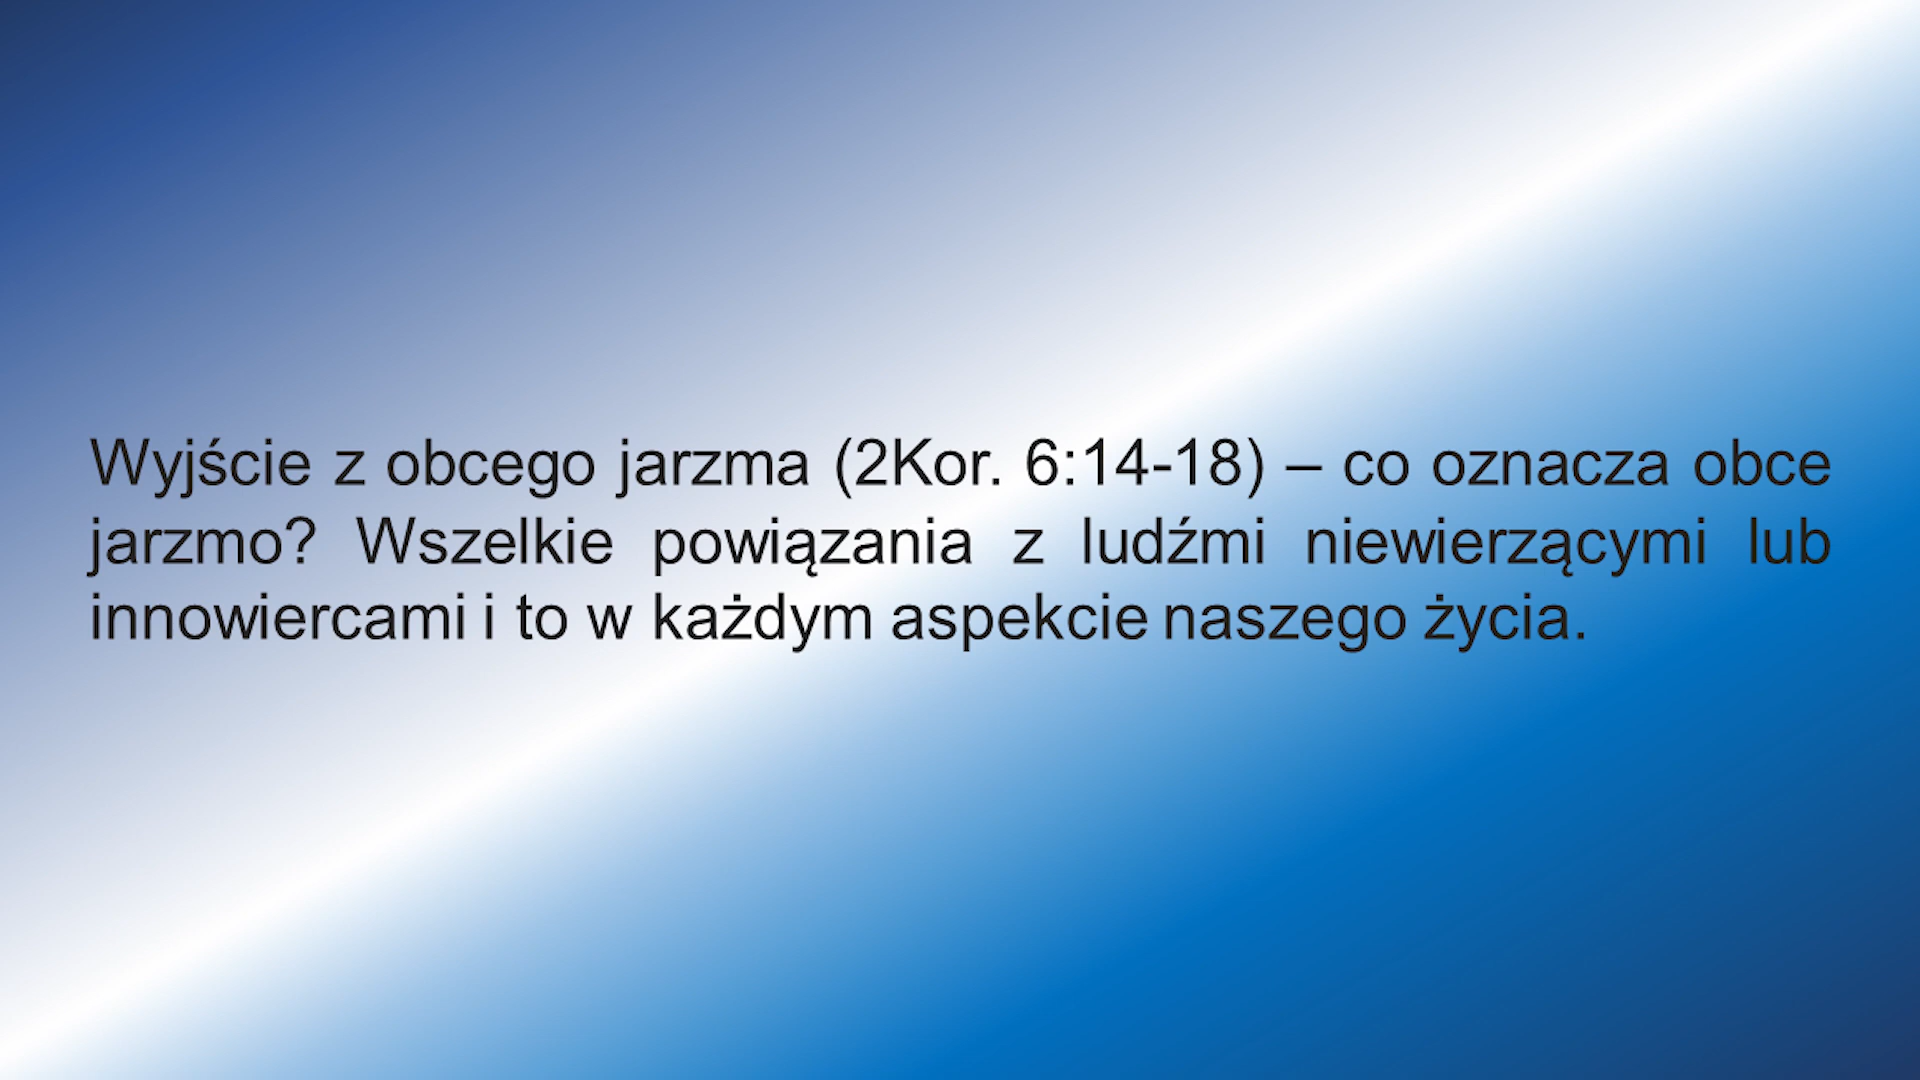 Wyjście z obcego jarzma (2Kor. 6:14-18) – co oznacza obce
jarzmo? Wszelkie powiązania z ludźmi niewierzącymi lub
innowiercami i to w każdym aspekcie naszego życia.